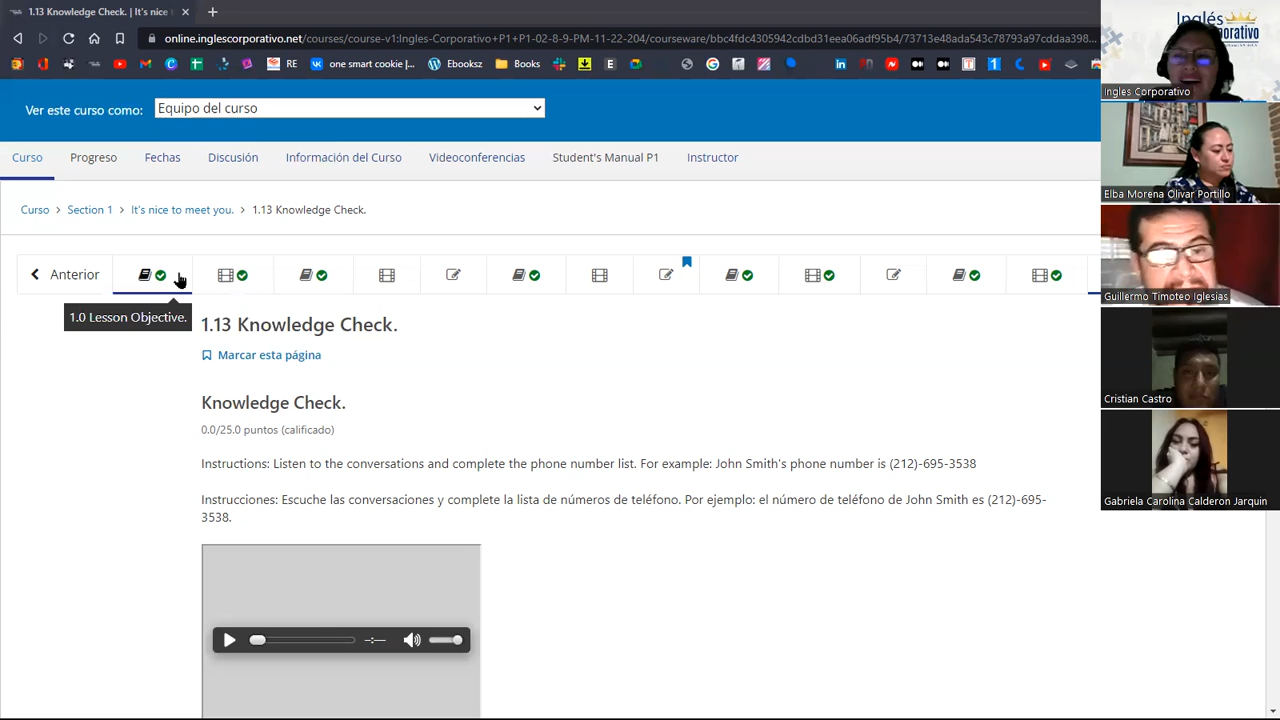 1.13 Knowledge Check. | It's nice t
online.inglescorporativo.net/courses/course-v1:Ingles-Corporativo+P1-MJ-8-9-PM-11-22-204/courseware/bbc4fdc4305942cdbd31eea06adf95b4/73713e48ada543c78793a97cddaa398...
RE
one smart cookie |...
Eboo
Ver este curso como:
Equipo del curso
Curso
Progreso
Fechas
Discusión
Información del Curso
Videoconferencias
Student's Manual P1
Instructor
Curso > Section 1 > It's nice to meet you. > 1.13 Knowledge Check.
Anterior
1.0 Lesson Objective.
1.13 Knowledge Check.
Marcar esta página
Knowledge Check.
0.0/25.0 puntos (calificado)
Instructions: Listen to the conversations and complete the phone number list. For example: John Smith's phone number is (212)-695-3538
Instrucciones: Escuche las conversaciones y complete la lista de números de teléfono. Por ejemplo: el número de teléfono de John Smith es (212)-695-
3538.
-:--
Inglés
Ingles Corporativo
Elba Morena Olivar Portillo
Guillermo Timoteo Iglesias
Cristian Castro
Gabriela Carolina Calderon Jarquin